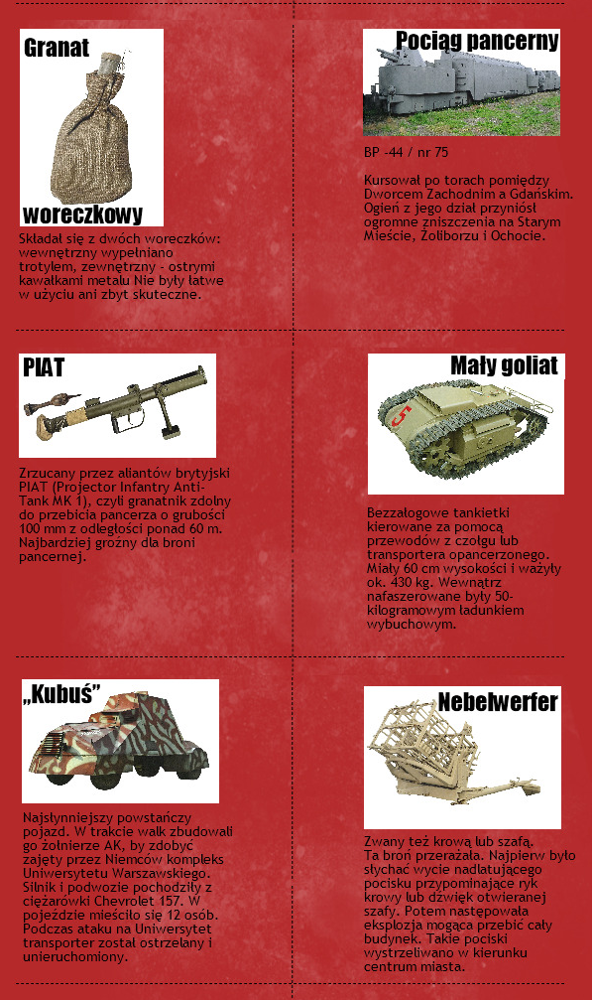 Granat
woreczkowy
Składał się z dwóch woreczków:
wewnętrzny wypełniano
trotylem, zewnętrzny - ostrymi
kawałkami metalu Nie były łatwe
w użyciu ani zbyt skuteczne.
Pociąg pancerny
BP -44 / nr 75
Kursował po torach pomiędzy
Dworcem Zachodnim a Gdańskim.
Ogień z jego dział przyniósł
ogromne zniszczenia na Starym
Mieście, Żoliborzu i Ochocie.
PIAT
Zrzucany przez aliantów brytyjski
PIAT (Projector Infantry Anti-
Tank MK 1), czyli granatnik zdolny
do przebicia pancerza o grubości
100 mm z odległości ponad 60 m.
Najbardziej groźny dla broni
pancernej.
Mały goliat
5
Bezzałogowe tankietki
kierowane za pomocą
przewodów z czołgu lub
transportera opancerzonego.
Miały 60 cm wysokości i ważyły
ok. 430 kg. Wewnątrz
nafaszerowane były 50-
kilogramowym ładunkiem
wybuchowym.
„Kubuś”
Najsłynniejszy powstańczy
pojazd. W trakcie walk zbudowali
go żołnierze AK, by zdobyć
zajęty przez Niemców kompleks
Uniwersytetu Warszawskiego.
Silnik i podwozie pochodziły z
ciężarówki Chevrolet 157. W
pojeździe mieściło się 12 osób.
Podczas ataku na Uniwersytet
transporter został ostrzelany i
unieruchomiony.
Nebelwerfer
Zwany też krową lub szafą.
Ta broń przerażała. Najpierw było
słychać wycie nadlatującego
pocisku przypominające ryk
krowy lub dźwięk otwieranej
szafy. Potem następowała
eksplozja mogąca przebić cały
budynek. Takie pociski
wystrzeliwano w kierunku
centrum miasta.